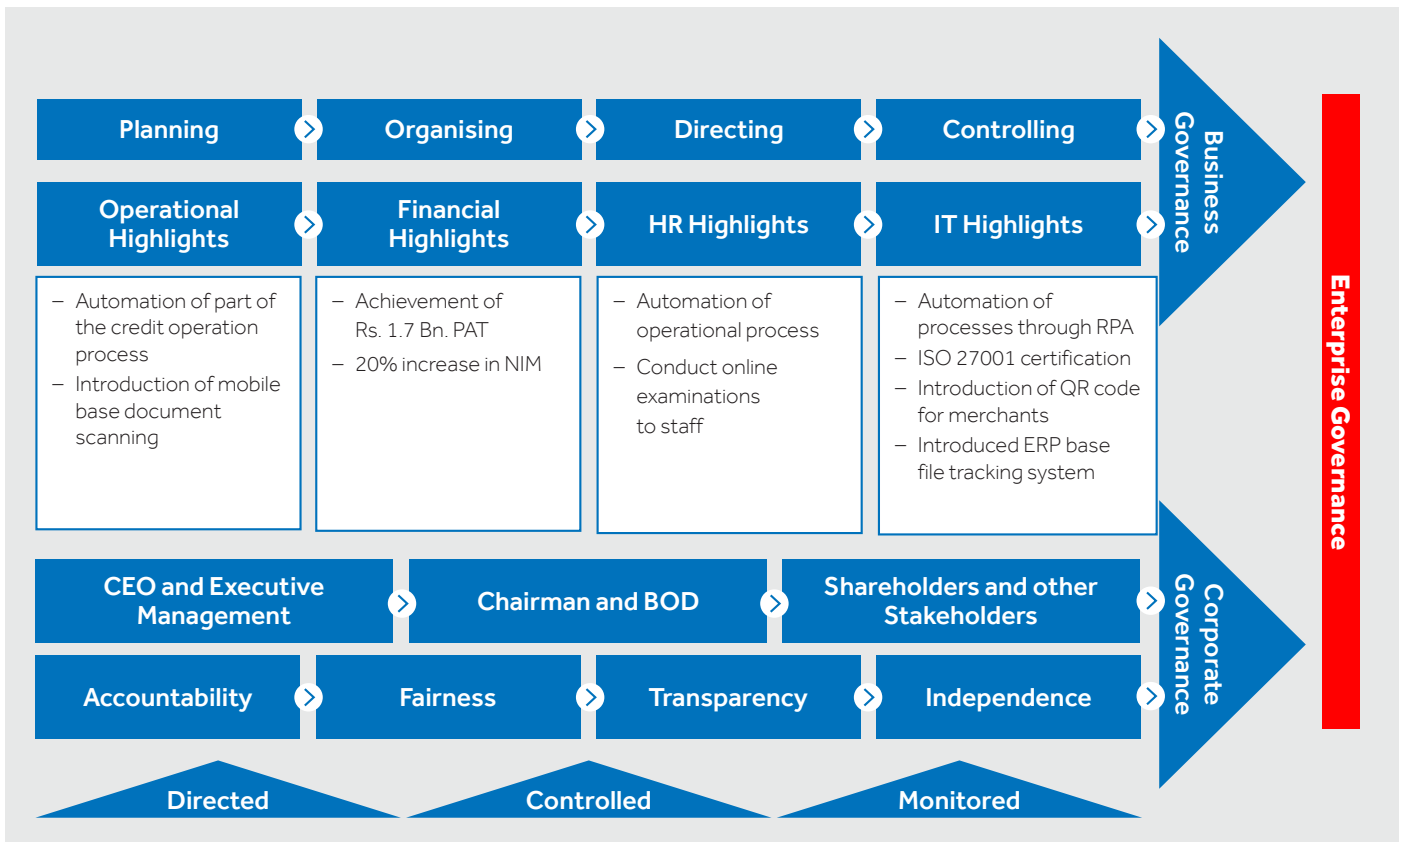 Planning
Organising
Directing
Controlling
Business
Governance
Operational
Highlights
Financial
Highlights
HR Highlights
IT Highlights
– Automation of part of
the credit operation
process
– Introduction of mobile
base document
scanning
– Achievement of
Rs. 1.7 Bn. PAT
– 20% increase in NIM
– Automation of
operational process
– Conduct online
examinations
to staff
– Automation of
processes through RPA
– ISO 27001 certification
– Introduction of QR code
for merchants
– Introduced ERP base
file tracking system
Enterprise Governance
CEO and Executive
Management
Chairman and BOD
Shareholders and other
Stakeholders
Corporate
Governance
Accountability
Fairness
Transparency
Independence
Directed
Controlled
Monitored